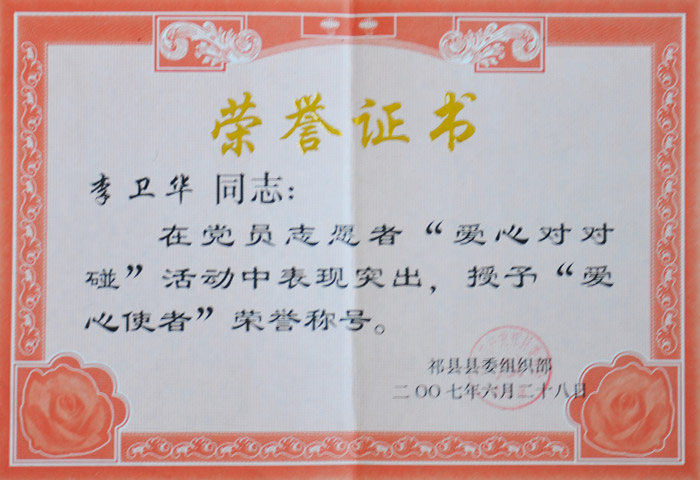 荣誉证书
李卫华 同志:
在党员志愿者“爱心对对
碰”活动中表现突出,授予“爱
心使者”荣誉称号。
祁县县委组织部
二〇〇七年六月二十八日